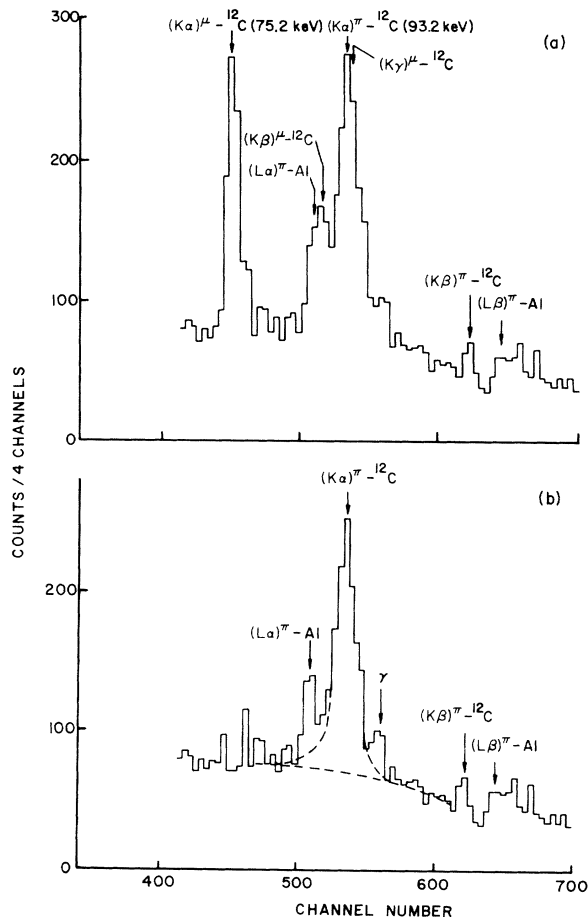 300
(Kα)^μ – ¹²C (75.2 keV) (Kα)^π – ¹²C (93.2 keV)
(a)
(Kγ)^μ – ¹²C
(Kβ)^μ–¹²C
200
(Lα)^π–Al
(Kβ)^π – ¹²C
(Lβ)^π – Al
100
0
COUNTS / 4 CHANNELS
(Kα)^π – ¹²C
(b)
200
(Lα)^π – Al
γ
(Kβ)^π – ¹²C
(Lβ)^π – Al
100
0
400 500 600 700
CHANNEL NUMBER